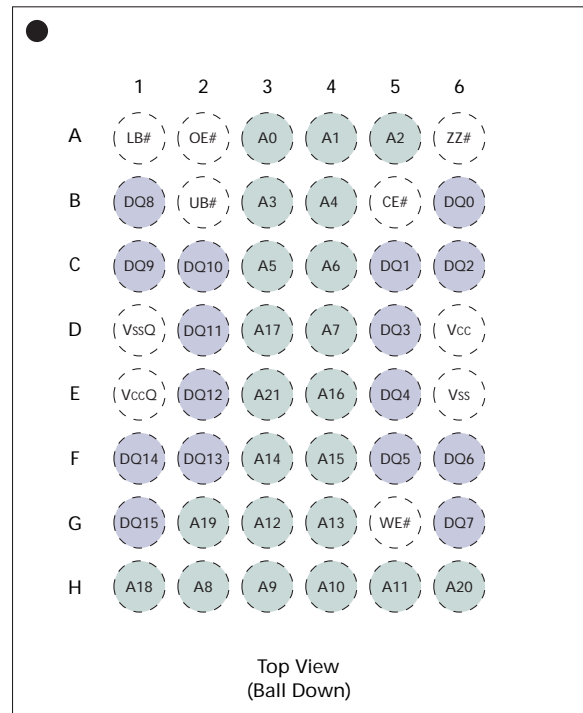 1 2 3 4 5 6
A LB# OE# A0 A1 A2 ZZ#
B DQ8 UB# A3 A4 CE# DQ0
C DQ9 DQ10 A5 A6 DQ1 DQ2
D VssQ DQ11 A17 A7 DQ3 Vcc
E VccQ DQ12 A21 A16 DQ4 Vss
F DQ14 DQ13 A14 A15 DQ5 DQ6
G DQ15 A19 A12 A13 WE# DQ7
H A18 A8 A9 A10 A11 A20
Top View
(Ball Down)